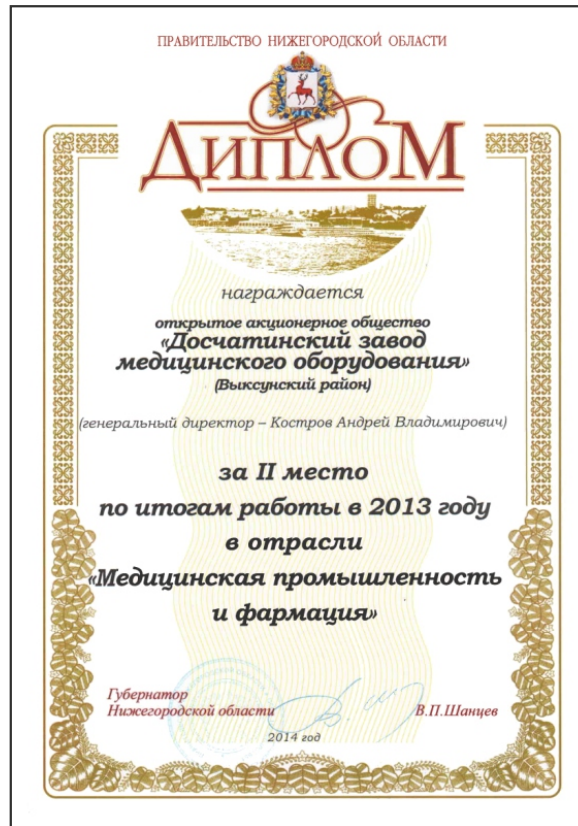 ПРАВИТЕЛЬСТВО НИЖЕГОРОДСКОЙ ОБЛАСТИ
ДИПЛОМ
награждается
открытое акционерное общество
«Досчатинский завод
медицинского оборудования»
(Выксунский район)
(генеральный директор – Костров Андрей Владимирович)
за II место
по итогам работы в 2013 году
в отрасли
«Медицинская промышленность
и фармация»
Губернатор
Нижегородской области
В.П.Шанцев
2014 год